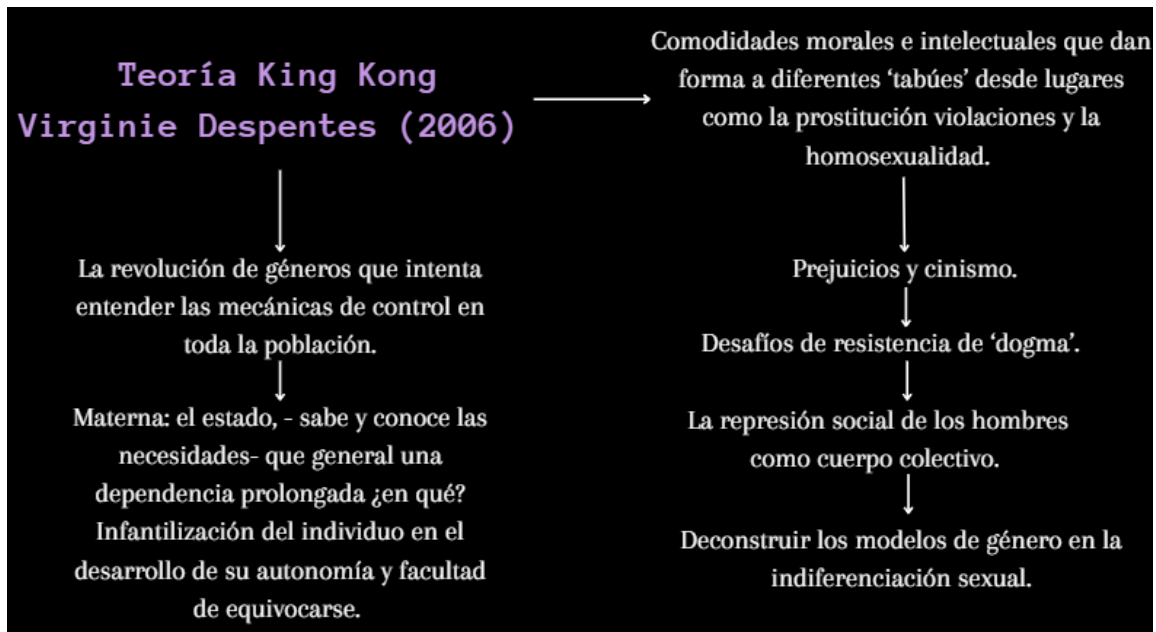 Teoría King Kong
Virginie Despentes (2006)
Comodidades morales e intelectuales que dan
forma a diferentes ‘tabúes’ desde lugares
como la prostitución violaciones y la
homosexualidad.
La revolución de géneros que intenta
entender las mecánicas de control en
toda la población.
Materna: el estado, - sabe y conoce las
necesidades- que general una
dependencia prolongada ¿en qué?
Infantilización del individuo en el
desarrollo de su autonomía y facultad
de equivocarse.
Prejuicios y cinismo.
Desafíos de resistencia de ‘dogma’.
La represión social de los hombres
como cuerpo colectivo.
Deconstruir los modelos de género en la
indiferenciación sexual.